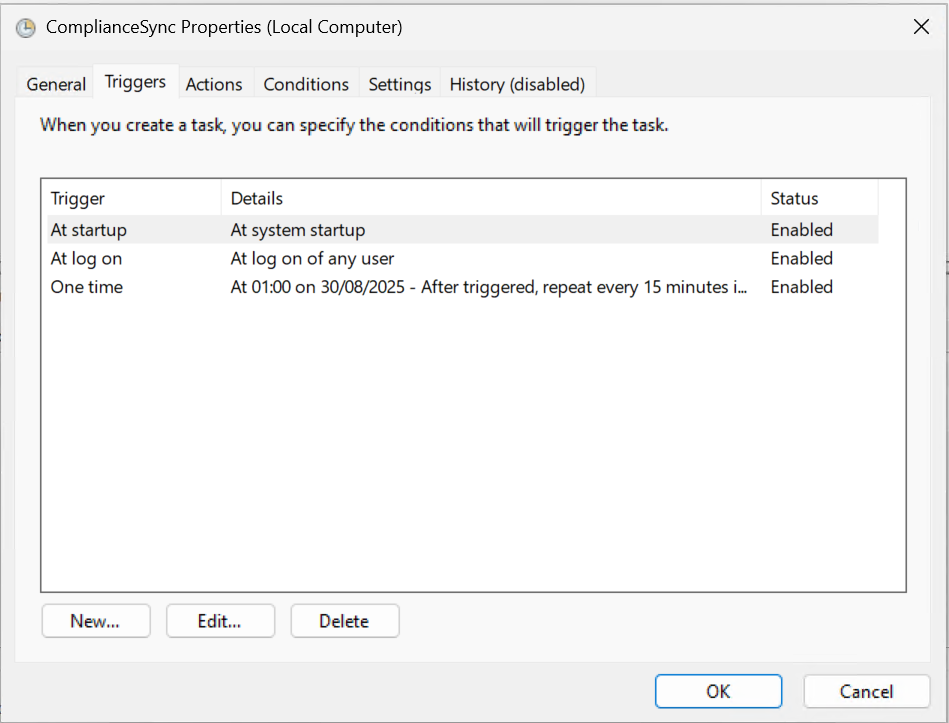 ComplianceSync Properties (Local Computer)
General Triggers Actions Conditions Settings History (disabled)
When you create a task, you can specify the conditions that will trigger the task.
Trigger Details Status
At startup At system startup Enabled
At log on At log on of any user Enabled
One time At 01:00 on 30/08/2025 - After triggered, repeat every 15 minutes i... Enabled
New... Edit... Delete
OK Cancel